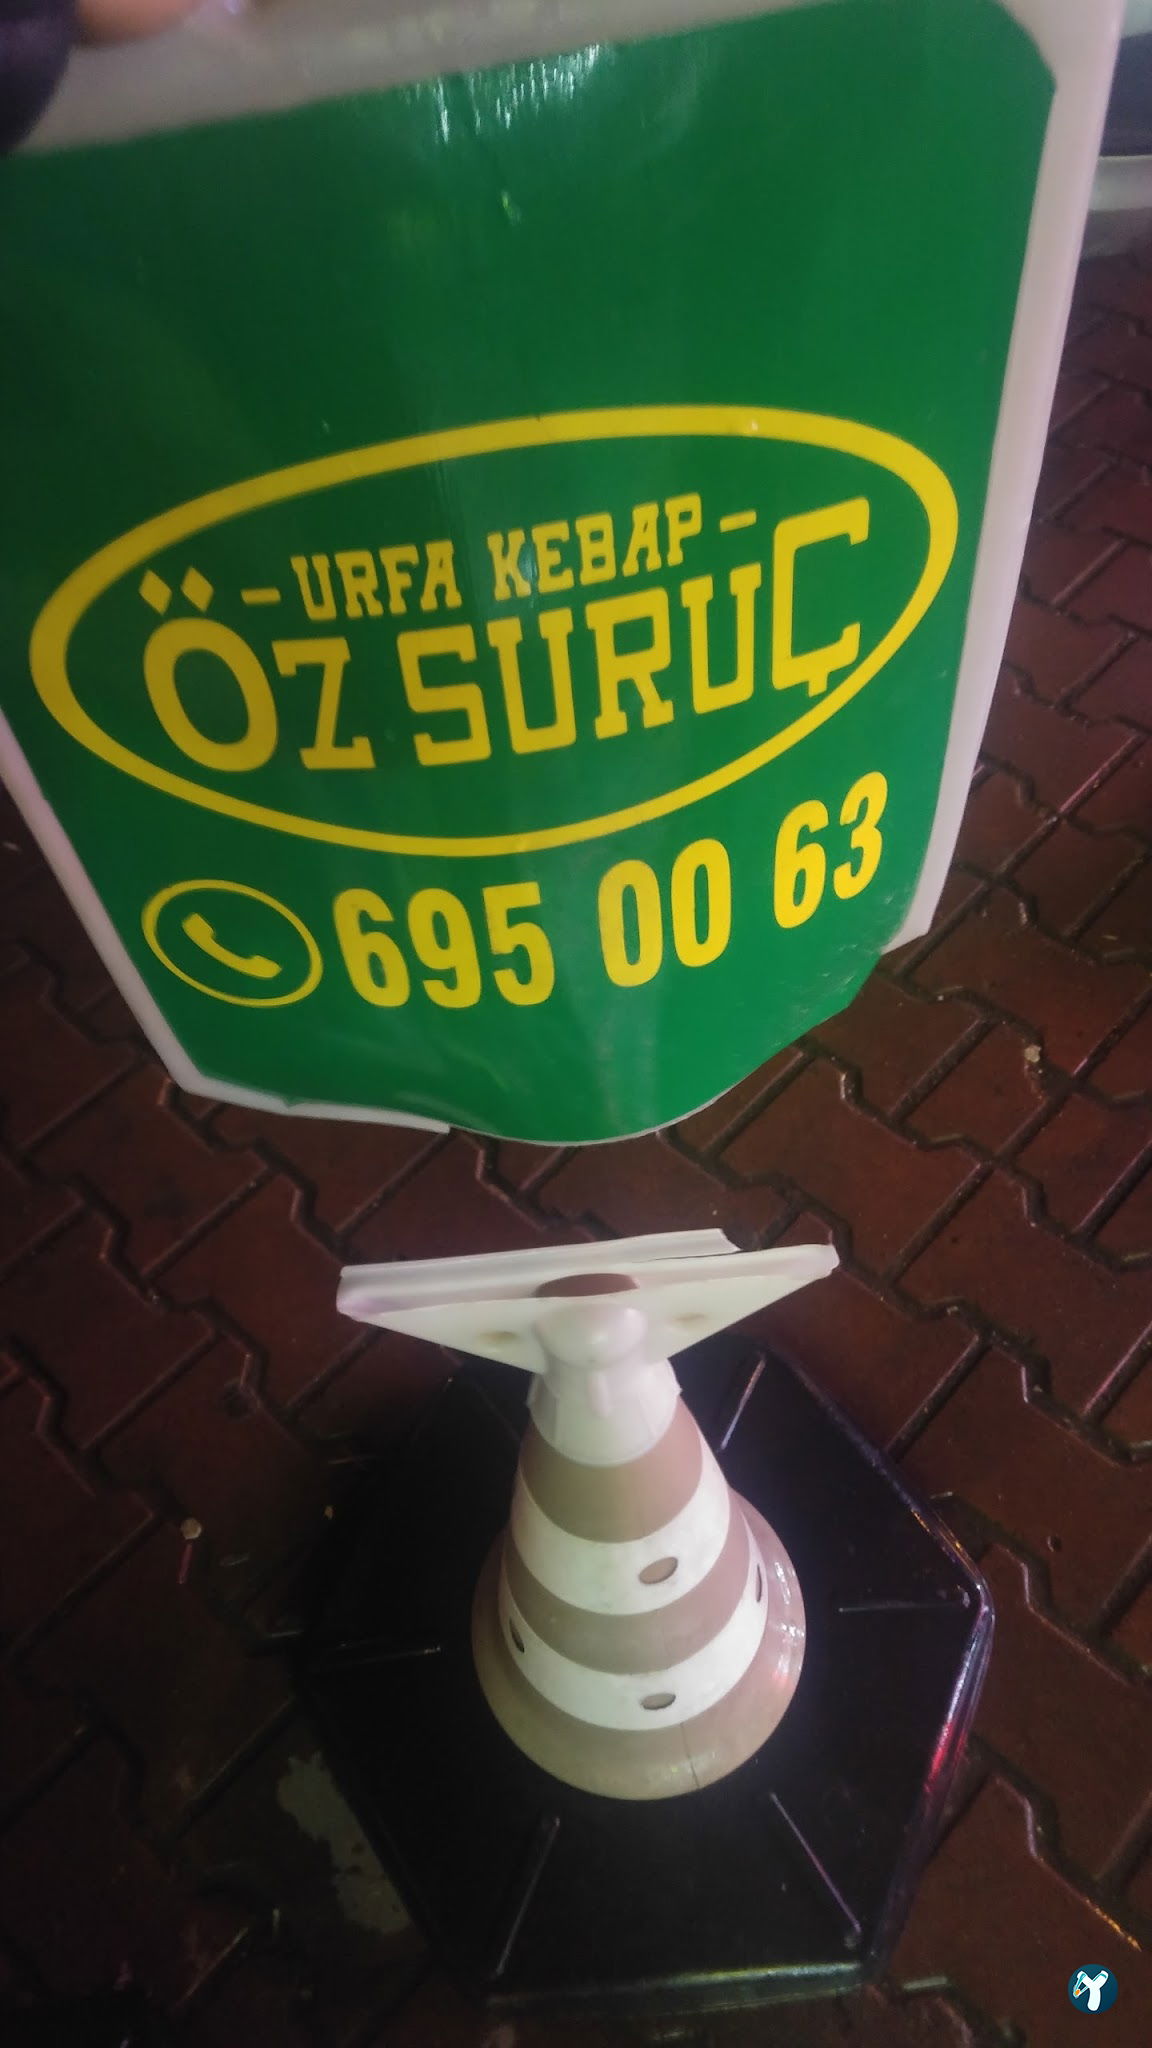 - URFA KEBAP -
ÖZ SURUÇ
695 00 63